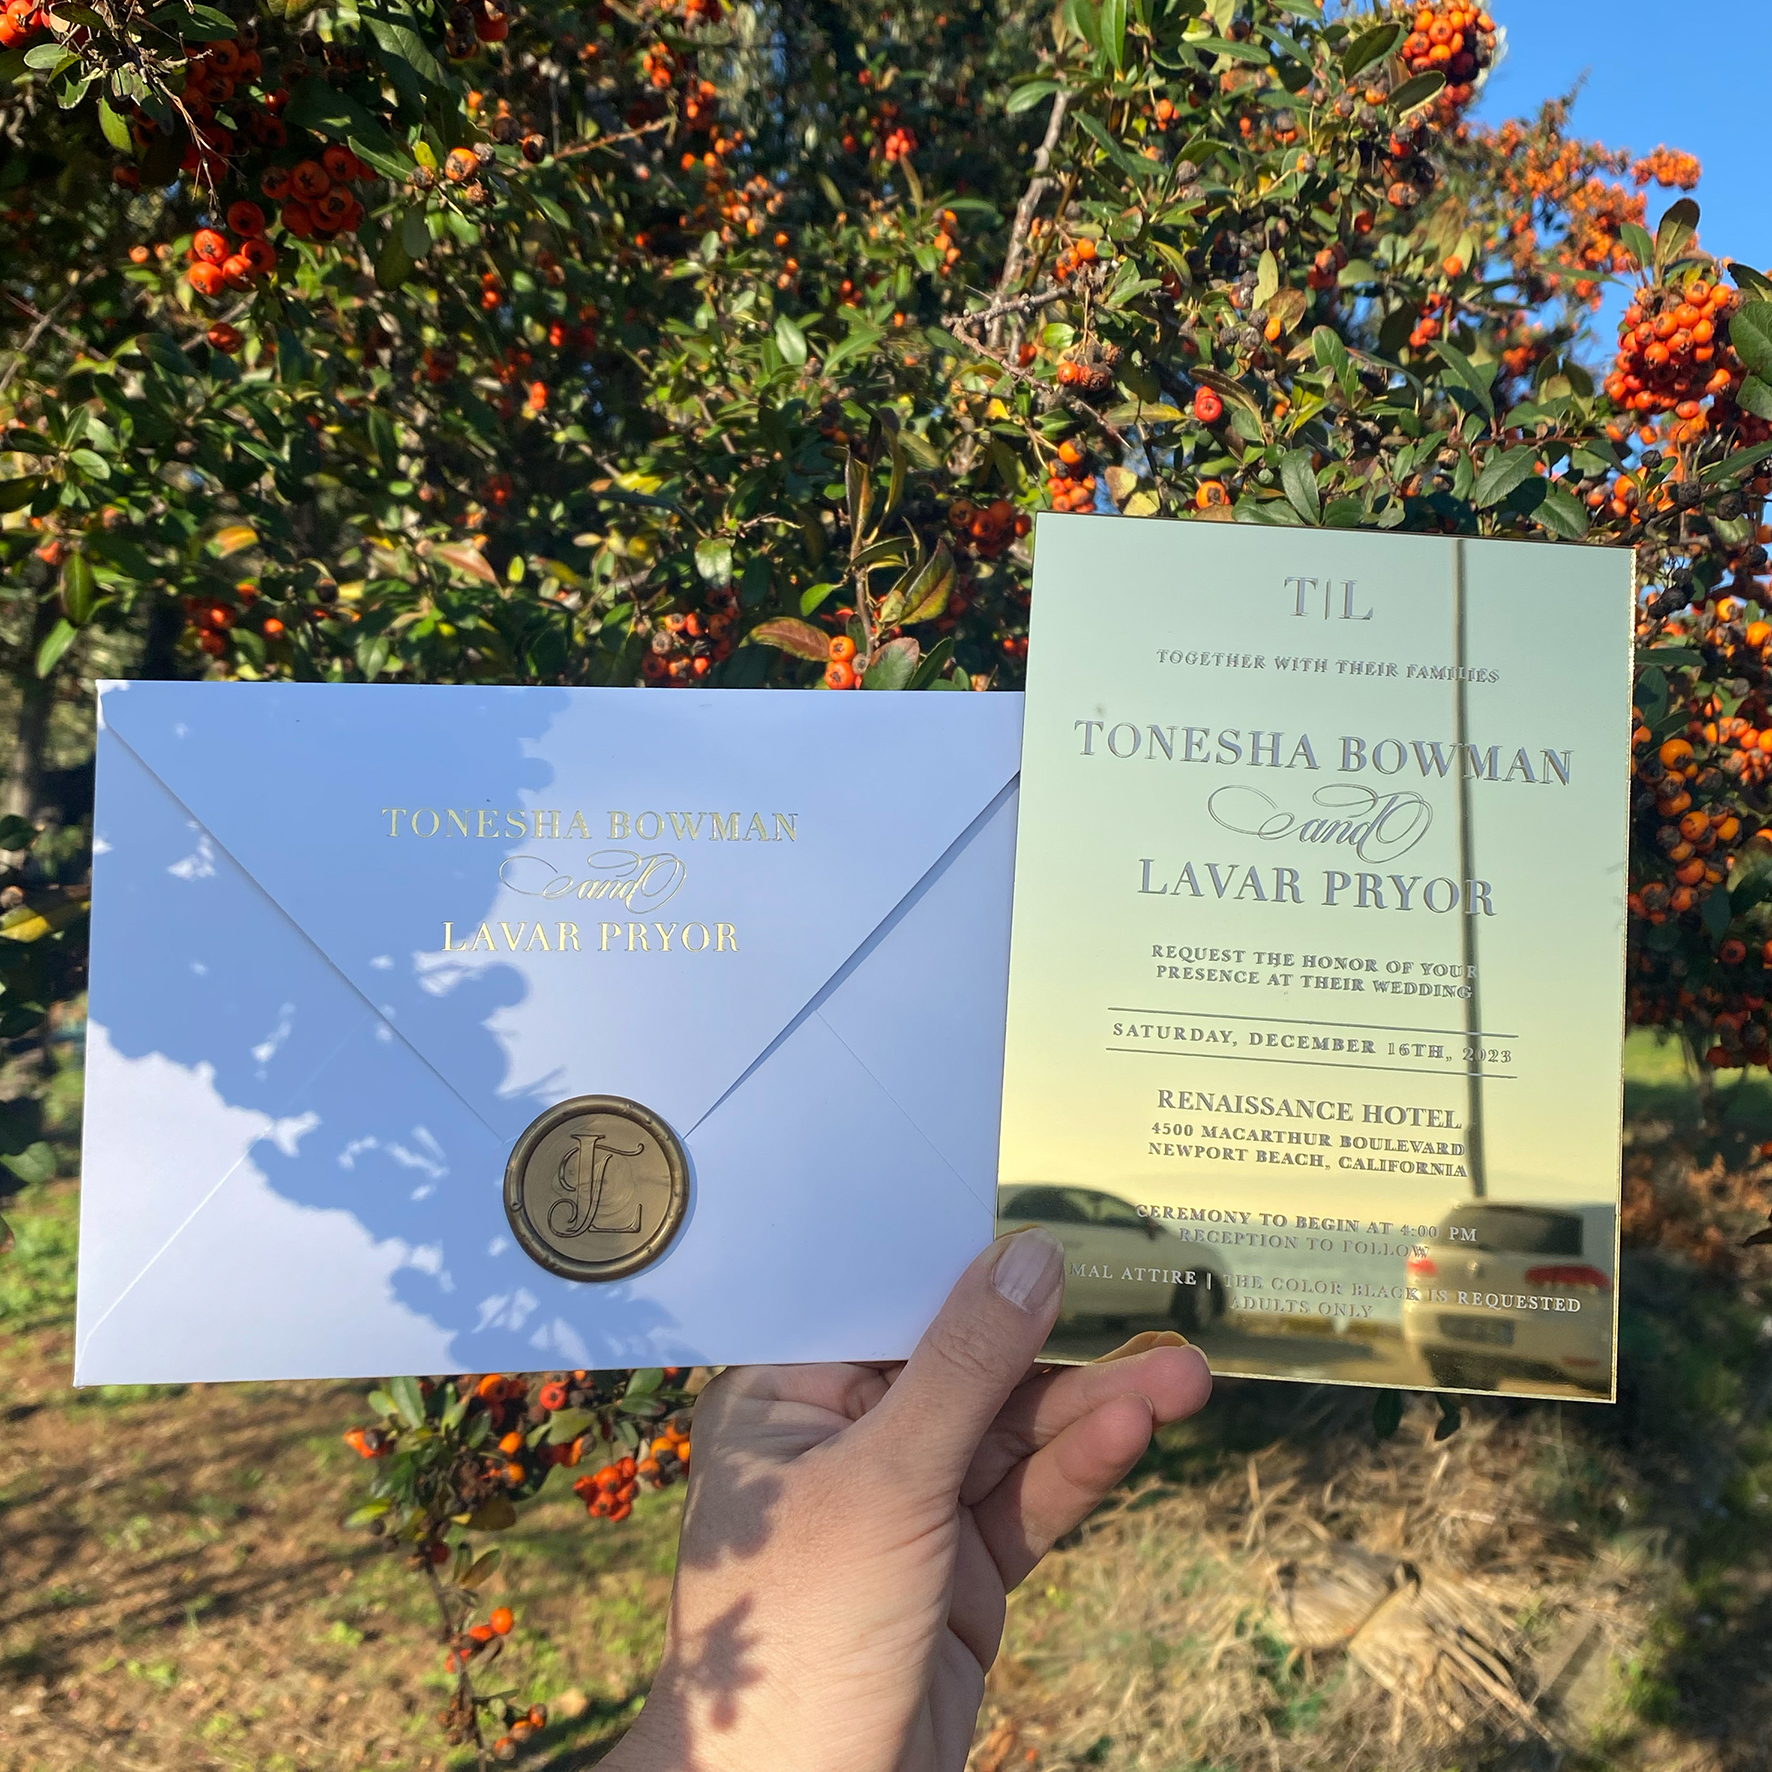 TONESHA BOWMAN
and
LAVAR PRYOR
T|L
TOGETHER WITH THEIR FAMILIES
TONESHA BOWMAN
and
LAVAR PRYOR
REQUEST THE HONOR OF YOUR
PRESENCE AT THEIR WEDDING
SATURDAY, DECEMBER 16TH, 2023
RENAISSANCE HOTEL
4500 MACARTHUR BOULEVARD
NEWPORT BEACH, CALIFORNIA
CEREMONY TO BEGIN AT 4:00 PM
RECEPTION TO FOLLOW
ATTIRE | THE COLOR BLACK IS REQUESTED
ADULTS ONLY